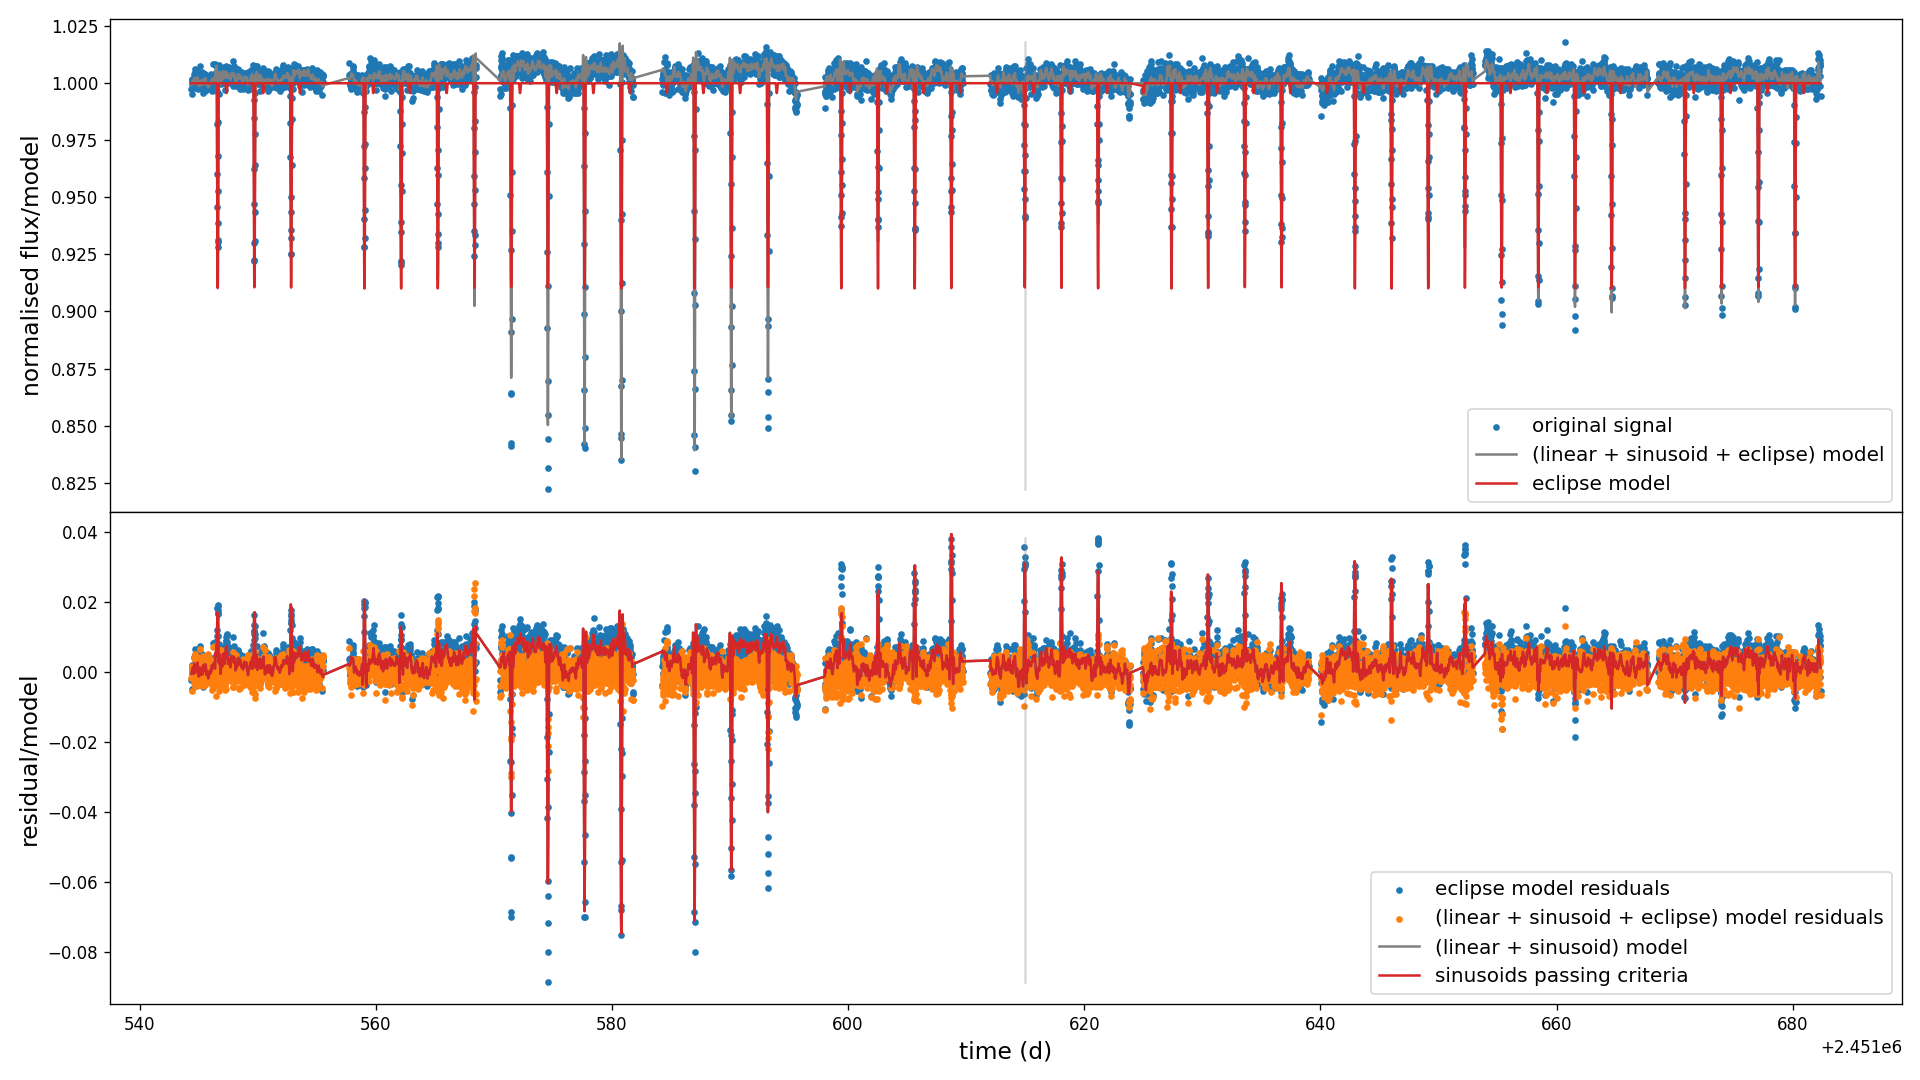 1.025
1.000
0.975
0.950
0.925
0.900
0.875
0.850
0.825
normalised flux/model
original signal
(linear + sinusoid + eclipse) model
eclipse model
0.04
0.02
0.00
−0.02
−0.04
−0.06
−0.08
residual/model
eclipse model residuals
(linear + sinusoid + eclipse) model residuals
(linear + sinusoid) model
sinusoids passing criteria
540 560 580 600 620 640 660 680
time (d)
+2.451e6